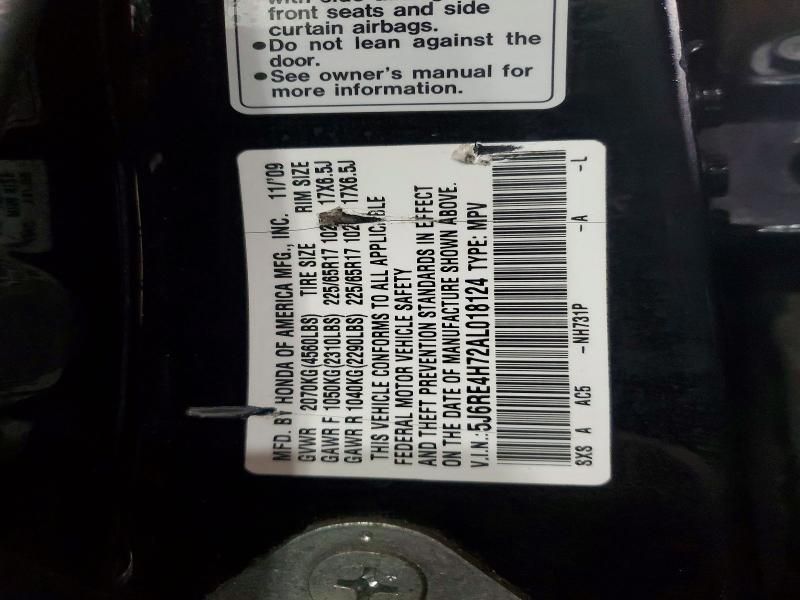 front seats and side
curtain airbags.
•Do not lean against the
door.
•See owner's manual for
more information.
MFD. BY HONDA OF AMERICA MFG., INC. 11/'09
GVWR 2070KG(4560LBS) TIRE SIZE RIM SIZE
GAWR F 1050KG(2310LBS) 225/65R17 102 17X6.5J
GAWR R 1040KG(2290LBS) 225/65R17 102 17X6.5J
THIS VEHICLE CONFORMS TO ALL APPLICABLE
FEDERAL MOTOR VEHICLE SAFETY
AND THEFT PREVENTION STANDARDS IN EFFECT
ON THE DATE OF MANUFACTURE SHOWN ABOVE.
V.I.N.:5J6RE4H72AL018124 TYPE: MPV
SXS A AC5 -NH731P -A -L